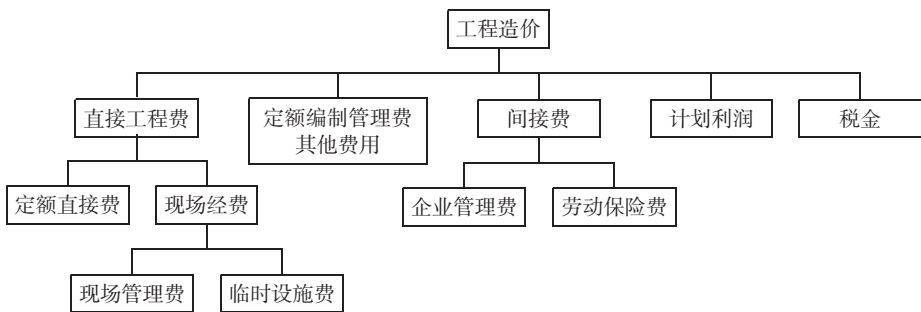 工程造价
直接工程费
定额编制管理费
其他费用
间接费
计划利润
税金
定额直接费
现场经费
企业管理费
劳动保险费
现场管理费
临时设施费